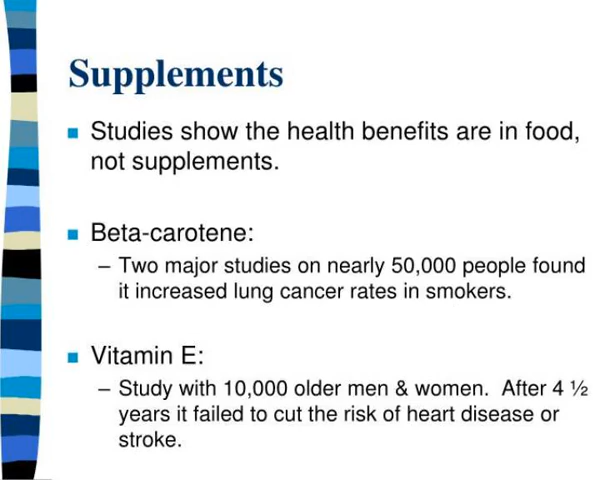 Supplements
■ Studies show the health benefits are in food,
not supplements.
■ Beta-carotene:
– Two major studies on nearly 50,000 people found
it increased lung cancer rates in smokers.
■ Vitamin E:
– Study with 10,000 older men & women.  After 4 ½
years it failed to cut the risk of heart disease or
stroke.